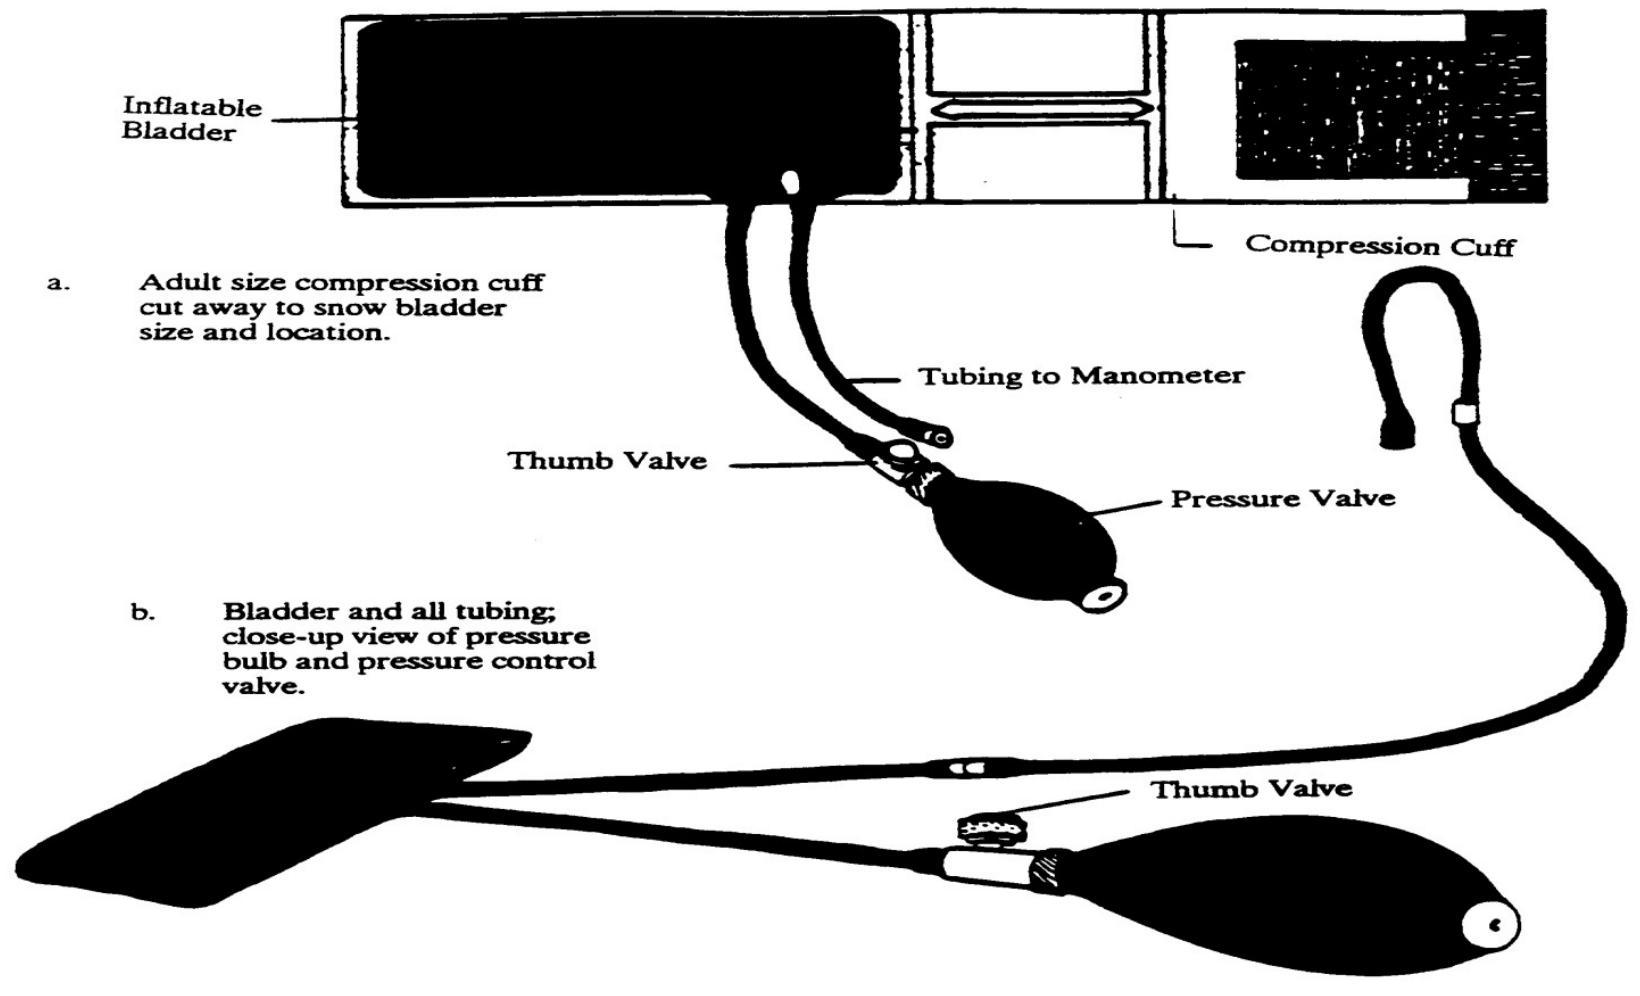 Inflatable
Bladder
Compression Cuff
a. Adult size compression cuff
cut away to snow bladder
size and location.
Tubing to Manometer
Thumb Valve
Pressure Valve
b. Bladder and all tubing;
close-up view of pressure
bulb and pressure control
valve.
Thumb Valve